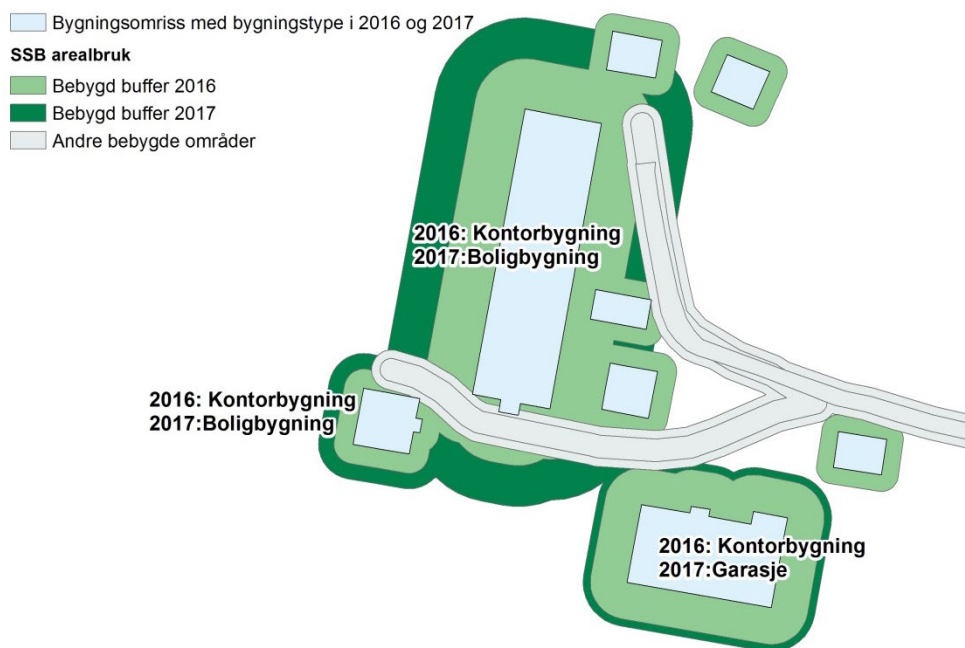 Bygningsomriss med bygningstype i 2016 og 2017
SSB arealbruk
Bebygd buffer 2016
Bebygd buffer 2017
Andre bebygde områder
2016: Kontorbygning
2017:Boligbygning
2016: Kontorbygning
2017:Boligbygning
2016: Kontorbygning
2017:Garasje